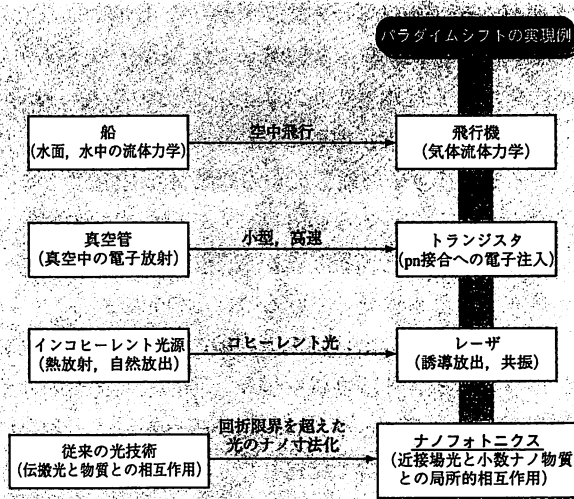 パラダイムシフトの実現例
船
(水面，水中の流体力学)
空中飛行
飛行機
(気体流体力学)
真空管
(真空中の電子放射)
小型，高速
トランジスタ
(pn接合への電子注入)
インコヒーレント光源
(熱放射，自然放出)
コヒーレント光
レーザ
(誘導放出，共振)
従来の光技術
(伝搬光と物質との相互作用)
回折限界を超えた
光のナノ寸法化
ナノフォトニクス
(近接場光と小数ナノ物質
との局所的相互作用)